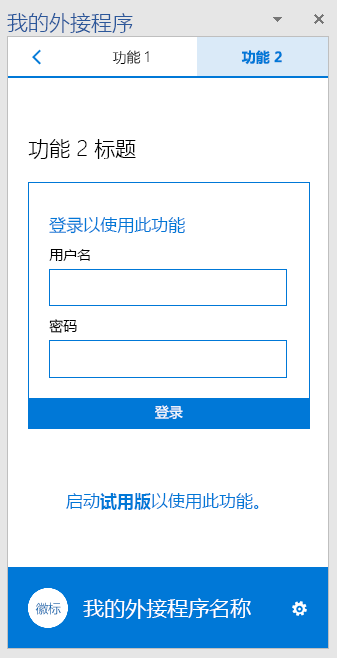 我的外接程序
功能 1
功能 2
功能 2 标题
登录以使用此功能
用户名
密码
登录
启动试用版以使用此功能。
徽标
我的外接程序名称